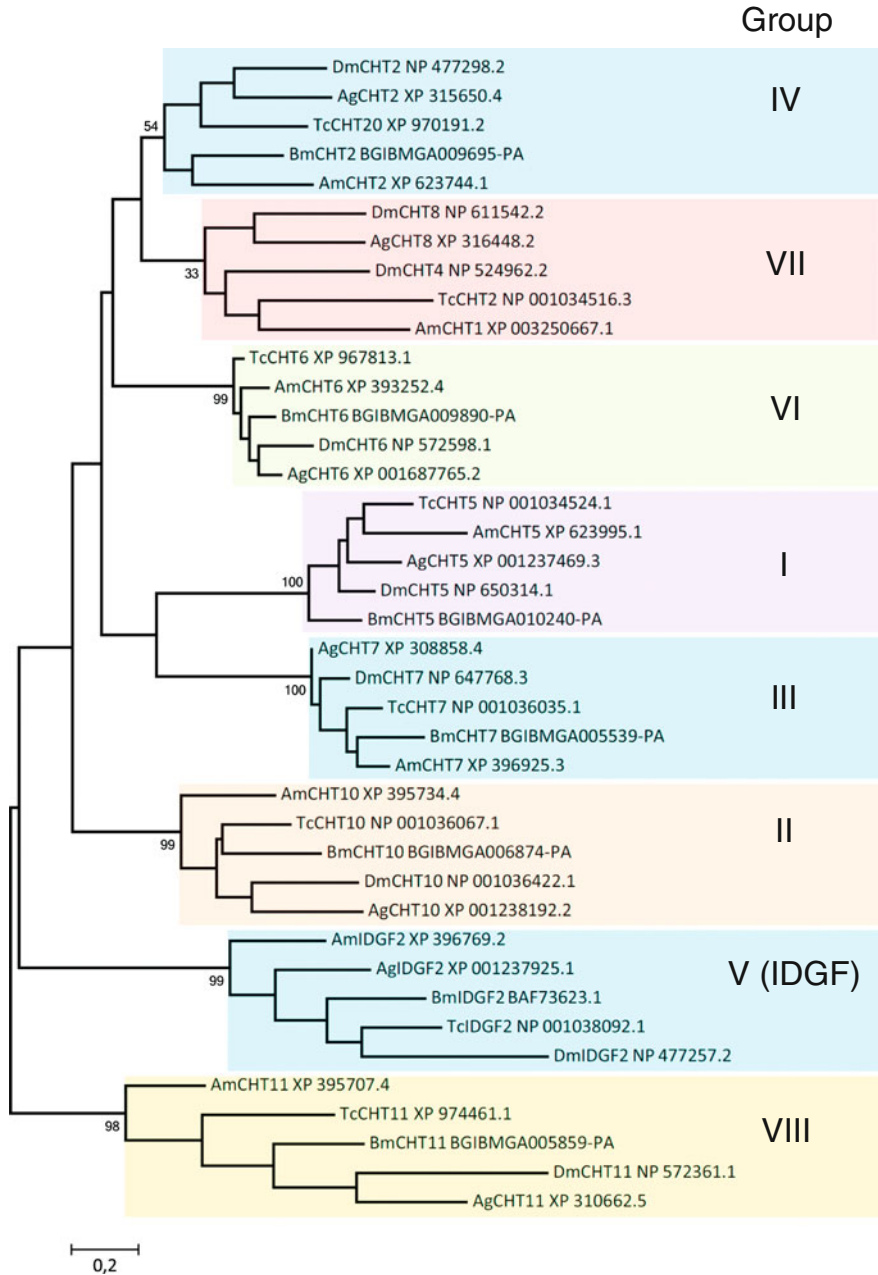 Group
DmCHT2 NP 477298.2
AgCHT2 XP 315650.4
IV
54
TcCHT20 XP 970191.2
BmCHT2 BGIBMGA009695-PA
AmCHT2 XP 623744.1
DmCHT8 NP 611542.2
AgCHT8 XP 316448.2
33
DmCHT4 NP 524962.2
VII
TcCHT2 NP 001034516.3
AmCHT1 XP 003250667.1
TcCHT6 XP 967813.1
AmCHT6 XP 393252.4
99
BmCHT6 BGIBMGA009890-PA
VI
DmCHT6 NP 572598.1
AgCHT6 XP 001687765.2
TcCHT5 NP 001034524.1
AmCHT5 XP 623995.1
AgCHT5 XP 001237469.3
I
100
DmCHT5 NP 650314.1
BmCHT5 BGIBMGA010240-PA
AgCHT7 XP 308858.4
DmCHT7 NP 647768.3
100
TcCHT7 NP 001036035.1
III
BmCHT7 BGIBMGA005539-PA
AmCHT7 XP 396925.3
AmCHT10 XP 395734.4
TcCHT10 NP 001036067.1
II
99
BmCHT10 BGIBMGA006874-PA
DmCHT10 NP 001036422.1
AgCHT10 XP 001238192.2
AmIDGF2 XP 396769.2
AgIDGF2 XP 001237925.1
V (IDGF)
99
BmIDGF2 BAF73623.1
TcIDGF2 NP 001038092.1
DmIDGF2 NP 477257.2
AmCHT11 XP 395707.4
TcCHT11 XP 974461.1
98
VIII
BmCHT11 BGIBMGA005859-PA
DmCHT11 NP 572361.1
AgCHT11 XP 310662.5
0,2